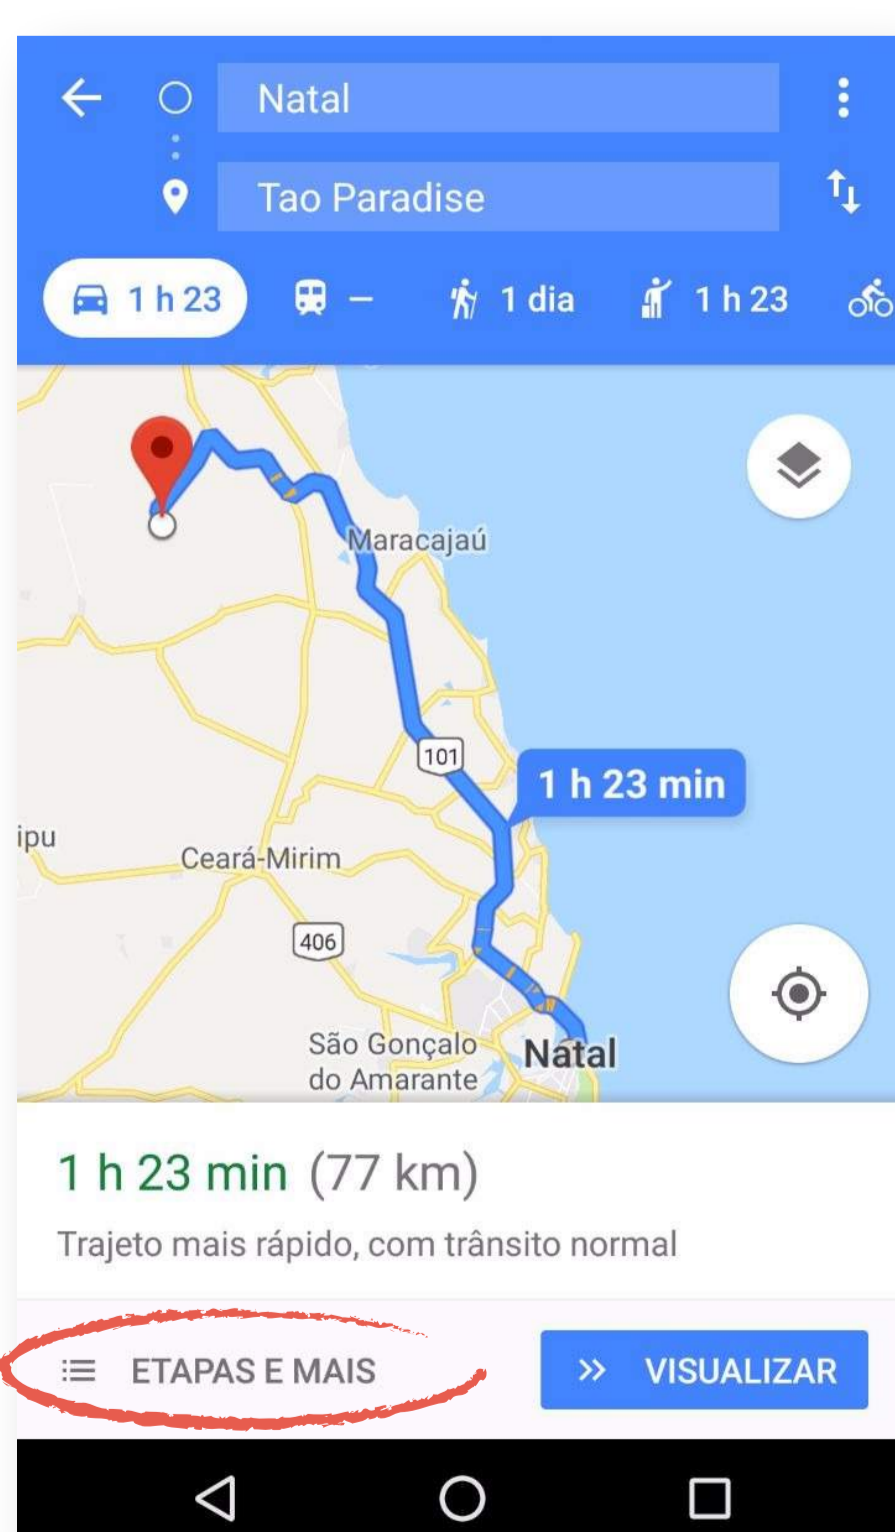 Natal
Tao Paradise
1 h 23
–
1 dia
1 h 23
Maracajaú
101
1 h 23 min
ipu
Ceará-Mirim
406
São Gonçalo
do Amarante
Natal
1 h 23 min (77 km)
Trajeto mais rápido, com trânsito normal
ETAPAS E MAIS
VISUALIZAR